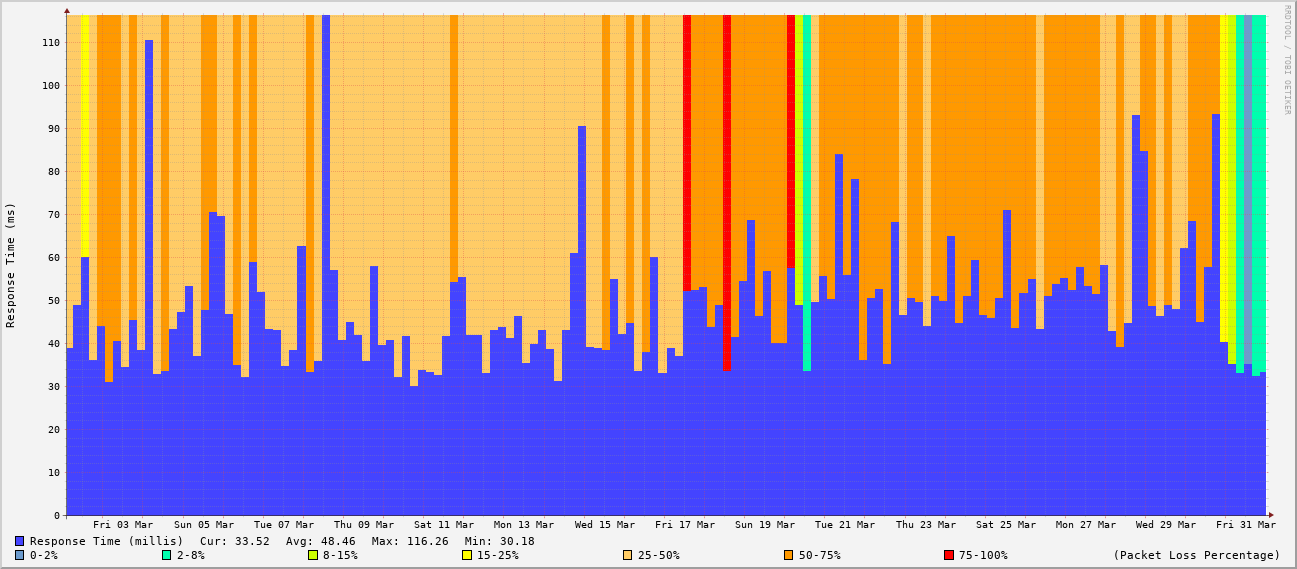 RRDTOOL / TOBI OETIKER
Response Time (ms)
110
100
90
80
70
60
50
40
30
20
10
0
Fri 03 Mar Sun 05 Mar Tue 07 Mar Thu 09 Mar Sat 11 Mar Mon 13 Mar Wed 15 Mar Fri 17 Mar Sun 19 Mar Tue 21 Mar Thu 23 Mar Sat 25 Mar Mon 27 Mar Wed 29 Mar Fri 31 Mar
Response Time (millis) Cur: 33.52 Avg: 48.46 Max: 116.26 Min: 30.18
0-2% 2-8% 8-15% 15-25% 25-50% 50-75% 75-100% (Packet Loss Percentage)